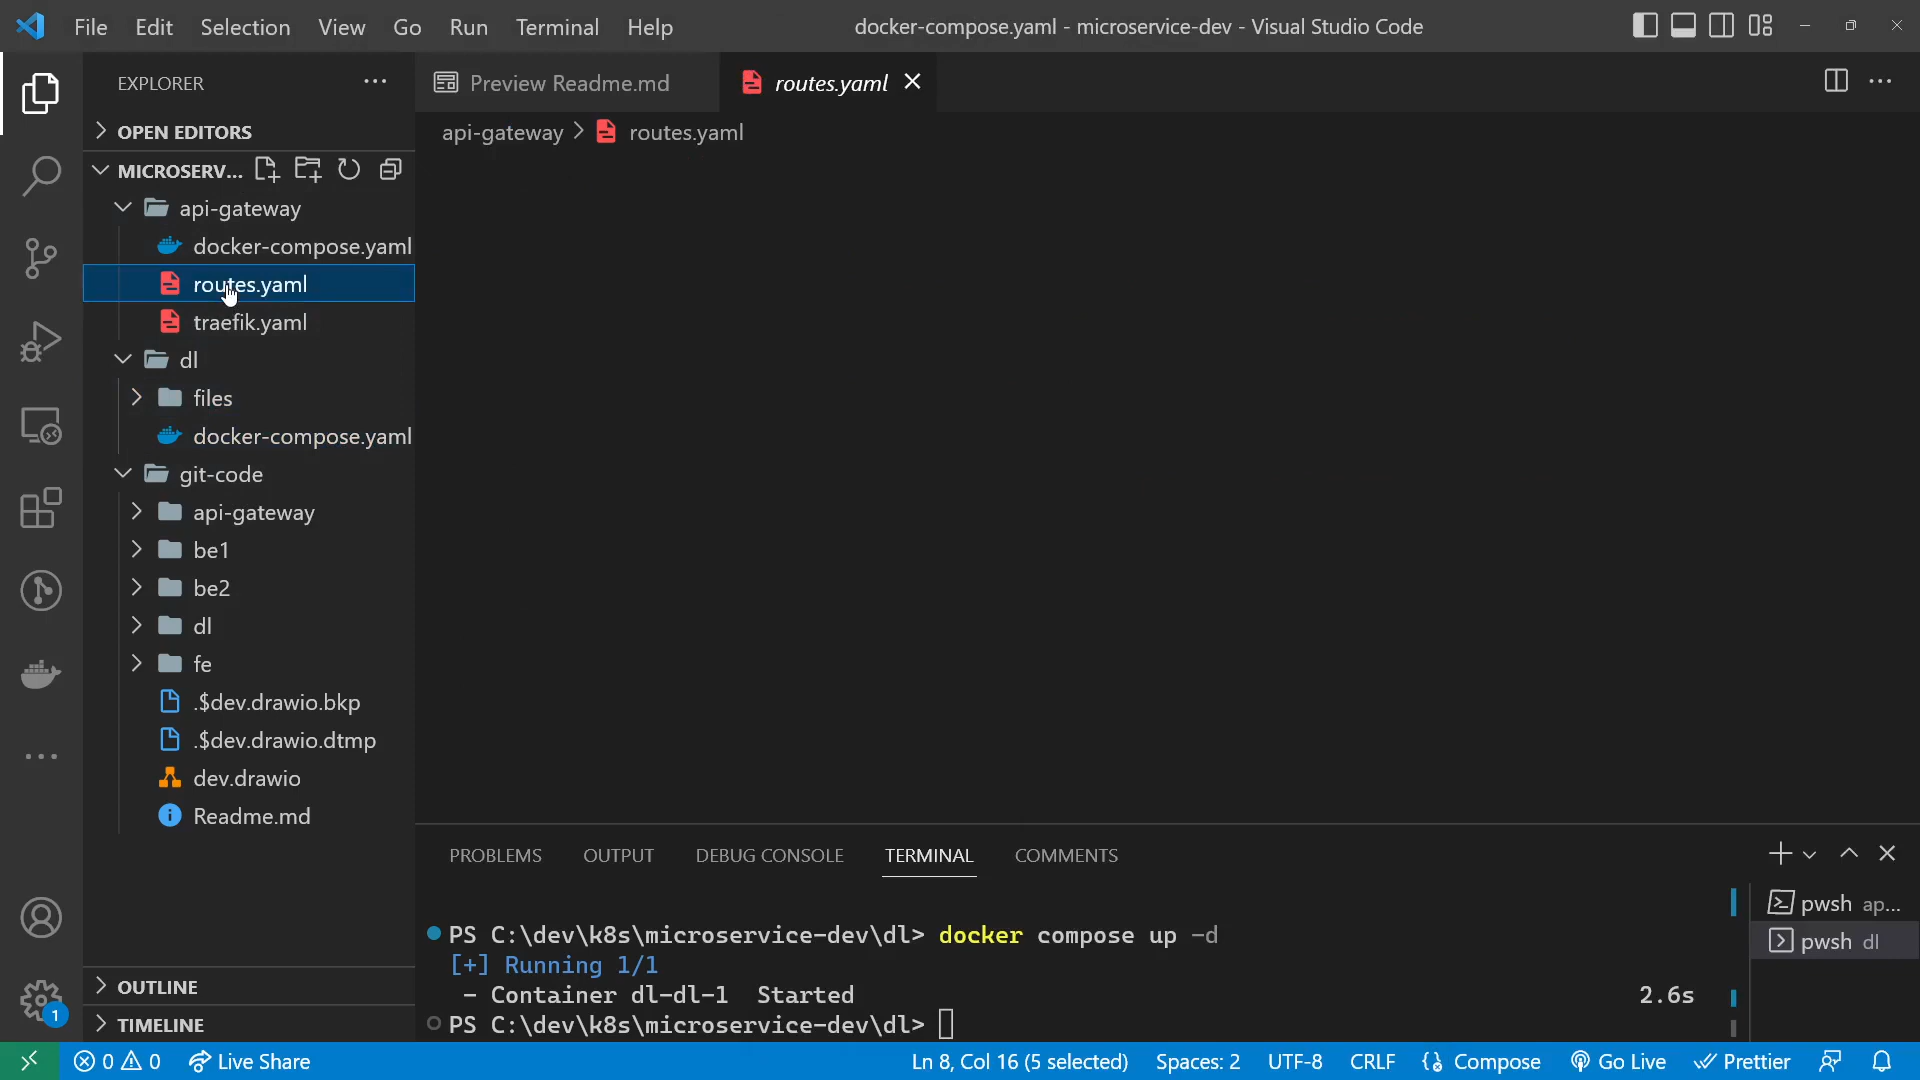 File Edit Selection View Go Run Terminal Help
docker-compose.yaml - microservice-dev - Visual Studio Code
EXPLORER
OPEN EDITORS
MICROSERV...
api-gateway
docker-compose.yaml
routes.yaml
traefik.yaml
dl
files
docker-compose.yaml
git-code
api-gateway
be1
be2
dl
fe
.$dev.drawio.bkp
.$dev.drawio.dtmp
dev.drawio
Readme.md
OUTLINE
TIMELINE
Preview Readme.md
routes.yaml
api-gateway > routes.yaml
PROBLEMS OUTPUT DEBUG CONSOLE TERMINAL COMMENTS
PS C:\dev\k8s\microservice-dev\dl> docker compose up -d
[+] Running 1/1
- Container dl-dl-1 Started 2.6s
PS C:\dev\k8s\microservice-dev\dl>
pwsh ap...
pwsh dl
1
0 0 Live Share
Ln 8, Col 16 (5 selected) Spaces: 2 UTF-8 CRLF {} Compose Go Live Prettier